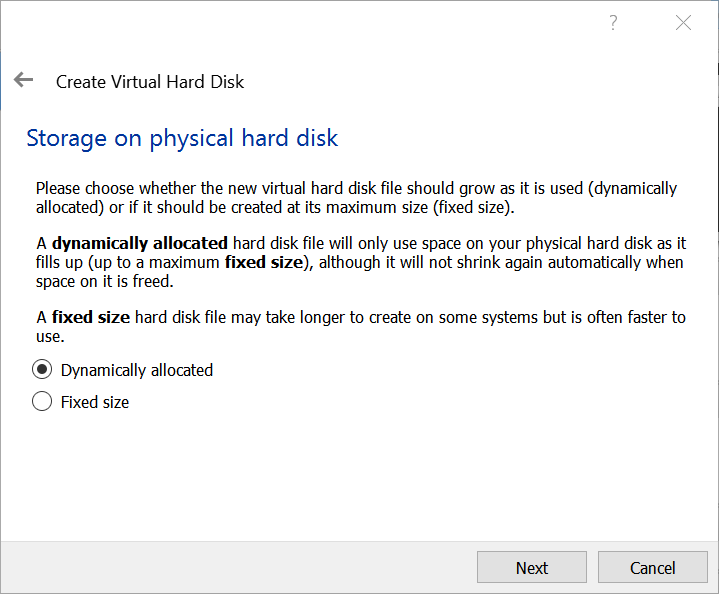 ?
Create Virtual Hard Disk
Storage on physical hard disk
Please choose whether the new virtual hard disk file should grow as it is used (dynamically
allocated) or if it should be created at its maximum size (fixed size).
A dynamically allocated hard disk file will only use space on your physical hard disk as it
fills up (up to a maximum fixed size), although it will not shrink again automatically when
space on it is freed.
A fixed size hard disk file may take longer to create on some systems but is often faster to
use.
Dynamically allocated
Fixed size
Next Cancel